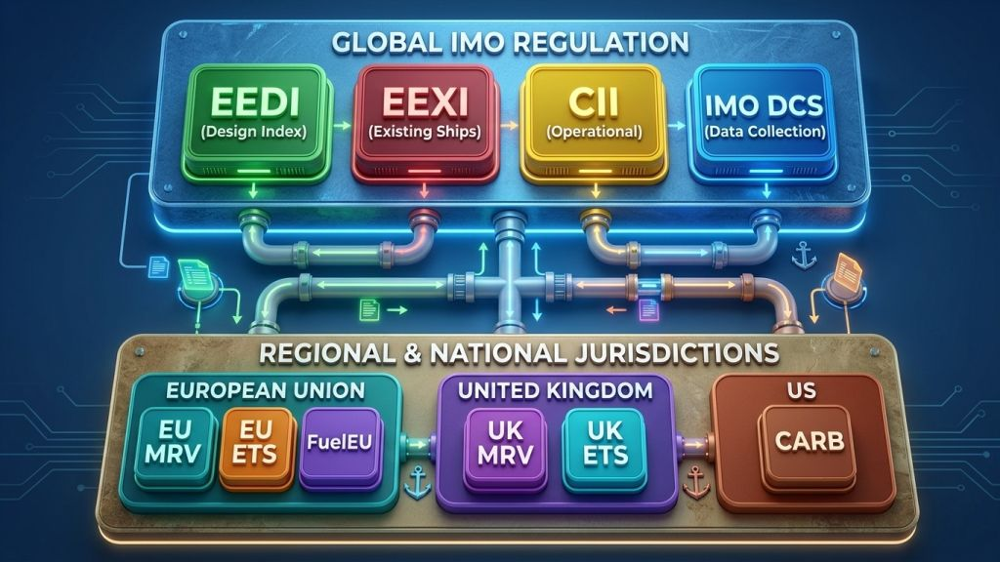 GLOBAL IMO REGULATION
EEDI
(Design Index)
EEXI
(Existing Ships)
CII
(Operational)
IMO DCS
(Data Collection)
REGIONAL & NATIONAL JURISDICTIONS
EUROPEAN UNION
EU
MRV
EU
ETS
FuelEU
UNITED KINGDOM
UK
MRV
UK
ETS
US
CARB